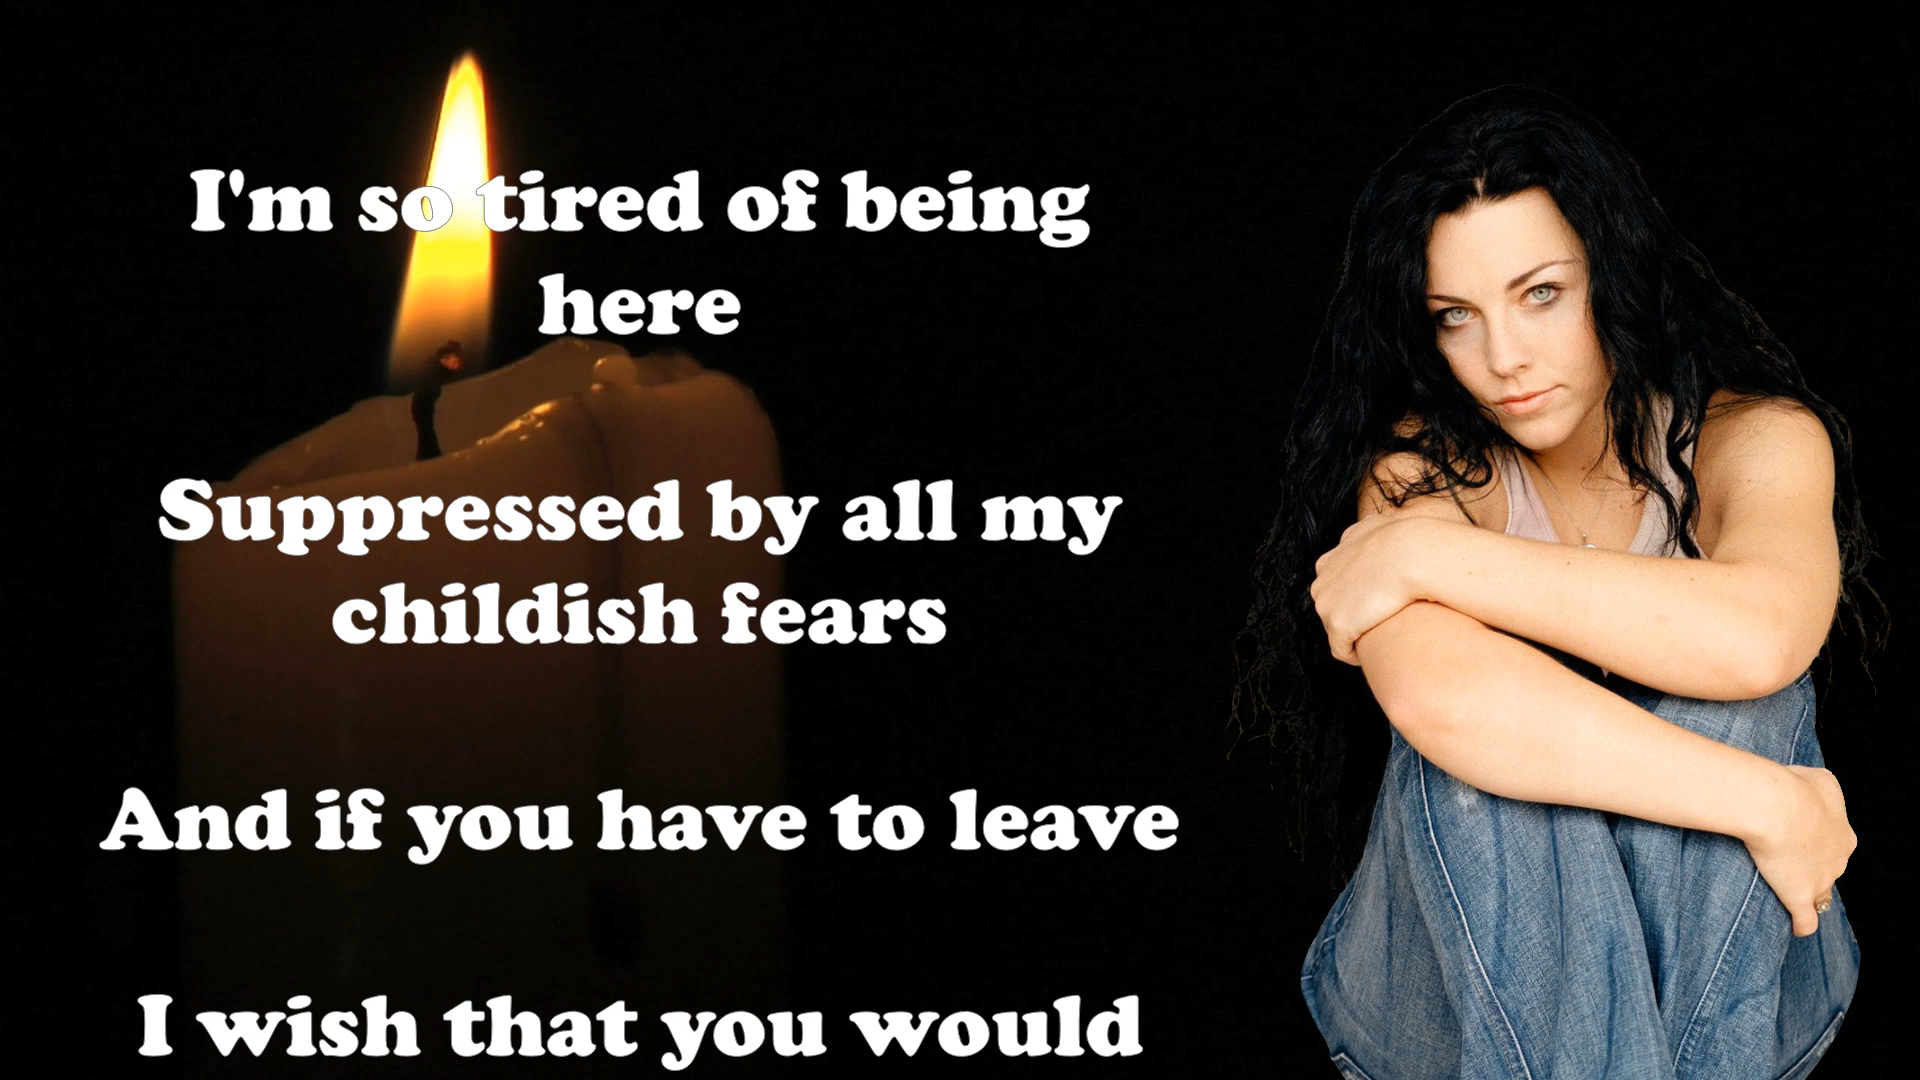 I'm so tired of being
here
Suppressed by all my
childish fears
And if you have to leave
I wish that you would